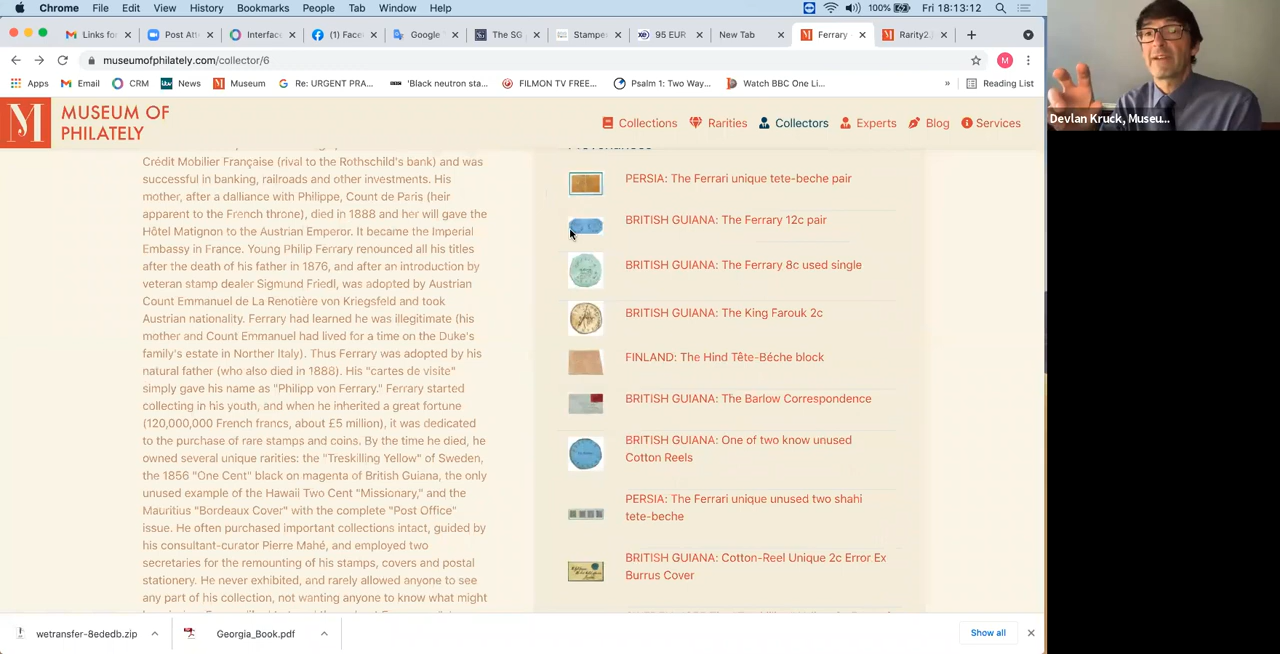 Chrome File Edit View History Bookmarks People Tab Window Help 100% Fri 18:13:12
Links fo Post Att Interface (1) Face Google The SG Stampe 95 EUR New Tab Ferrary Rarity2.
museumofphilately.com/collector/6
Apps Email CRM News Museum Re: URGENT PRA... 'Black neutron sta... FILMON TV FREE... Psalm 1: Two Way... Watch BBC One Li... » Reading List
MUSEUM OF
PHILATELY
Collections Rarities Collectors Experts Blog Services
Devlan Kruck, Museu...
Provenances
Crédit Mobilier Française (rival to the Rothschild's bank) and was
successful in banking, railroads and other investments. His
mother, after a dalliance with Philippe, Count de Paris (heir
apparent to the French throne), died in 1888 and her will gave the
Hôtel Matignon to the Austrian Emperor. It became the Imperial
Embassy in France. Young Philip Ferrary renounced all his titles
after the death of his father in 1876, and after an introduction by
veteran stamp dealer Sigmund Friedl, was adopted by Austrian
Count Emmanuel de La Renotière von Kriegsfeld and took
Austrian nationality. Ferrary had learned he was illegitimate (his
mother and Count Emmanuel had lived for a time on the Duke's
family's estate in Norther Italy). Thus Ferrary was adopted by his
natural father (who also died in 1888). His "cartes de visite"
simply gave his name as "Philipp von Ferrary." Ferrary started
collecting in his youth, and when he inherited a great fortune
(120,000,000 French francs, about £5 million), it was dedicated
to the purchase of rare stamps and coins. By the time he died, he
owned several unique rarities: the "Treskilling Yellow" of Sweden,
the 1856 "One Cent" black on magenta of British Guiana, the only
unused example of the Hawaii Two Cent "Missionary," and the
Mauritius "Bordeaux Cover" with the complete "Post Office"
issue. He often purchased important collections intact, guided by
his consultant-curator Pierre Mahé, and employed two
secretaries for the remounting of his stamps, covers and postal
stationery. He never exhibited, and rarely allowed anyone to see
any part of his collection, not wanting anyone to know what might
PERSIA: The Ferrari unique tete-beche pair
BRITISH GUIANA: The Ferrary 12c pair
BRITISH GUIANA: The Ferrary 8c used single
BRITISH GUIANA: The King Farouk 2c
FINLAND: The Hind Tête-Béche block
BRITISH GUIANA: The Barlow Correspondence
BRITISH GUIANA: One of two know unused
Cotton Reels
PERSIA: The Ferrari unique unused two shahi
tete-beche
BRITISH GUIANA: Cotton-Reel Unique 2c Error Ex
Burrus Cover
wetransfer-8ededb.zip Georgia_Book.pdf Show all